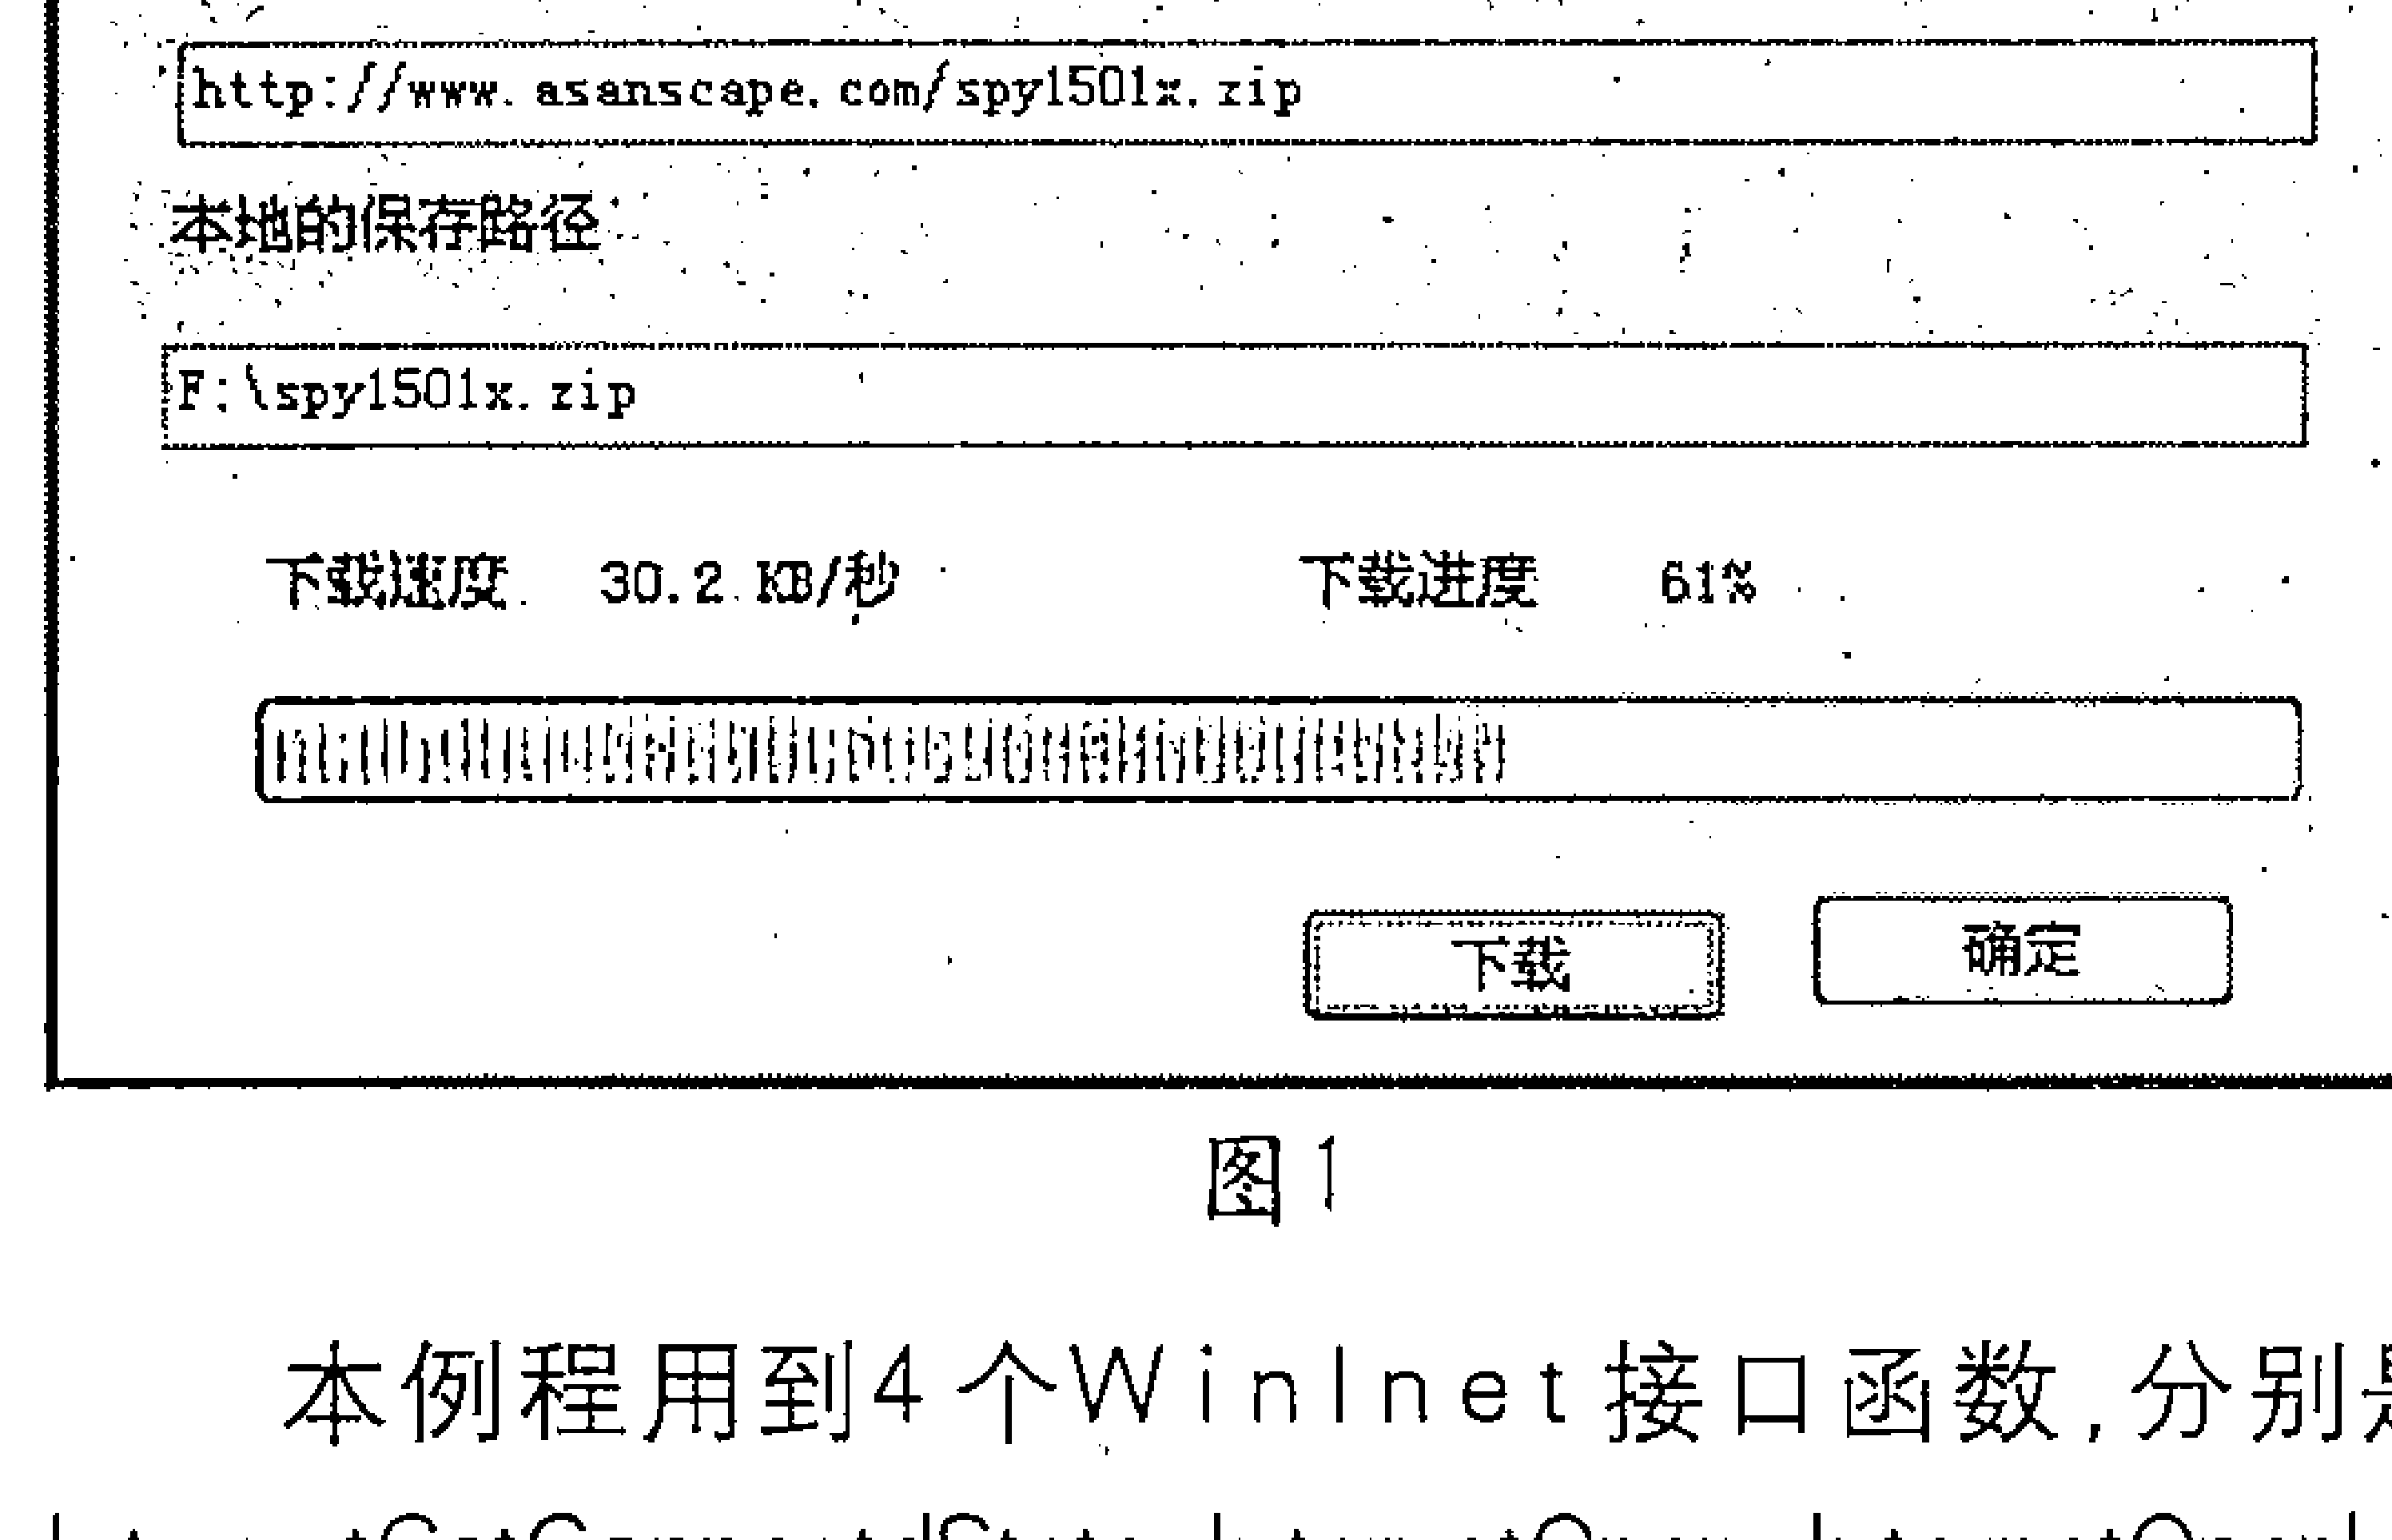 http://www.asanscape.com/spy1501x.zip
本地的保存路径
F:\spy1501x.zip
下载速度 30.2 KB/秒 下载进度 61%
下载 确定
图1
本例程用到4个WinInet接口函数,分别是